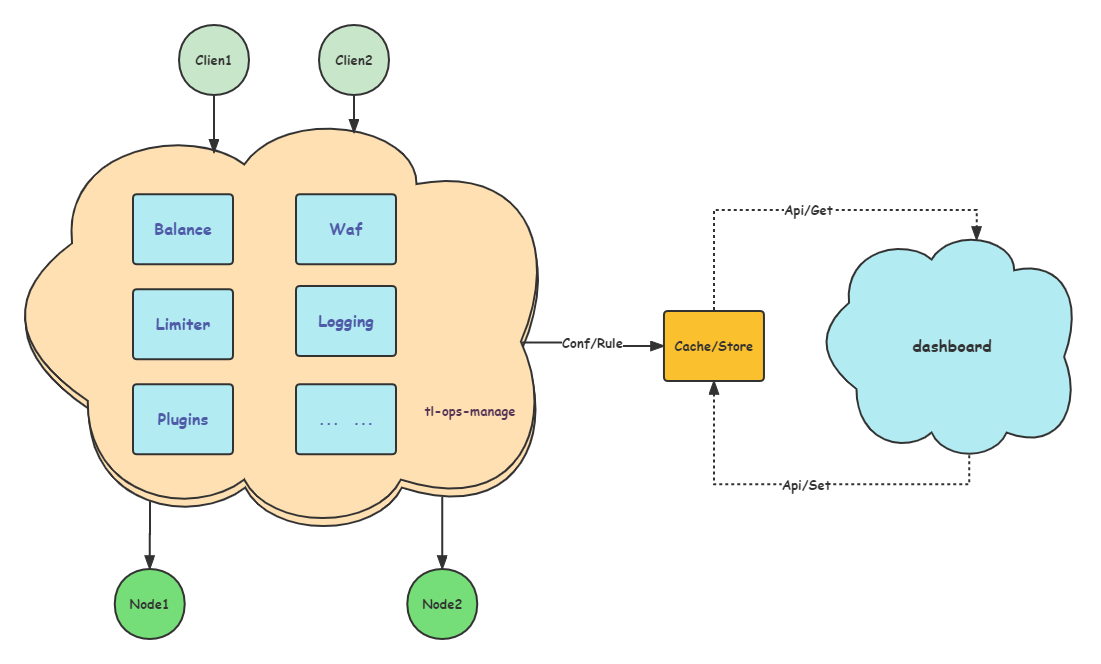 Clien1
Clien2
Balance
Waf
Limiter
Logging
Plugins
... ...
tl-ops-manage
Conf/Rule
Cache/Store
Api/Get
dashboard
Api/Set
Node1
Node2